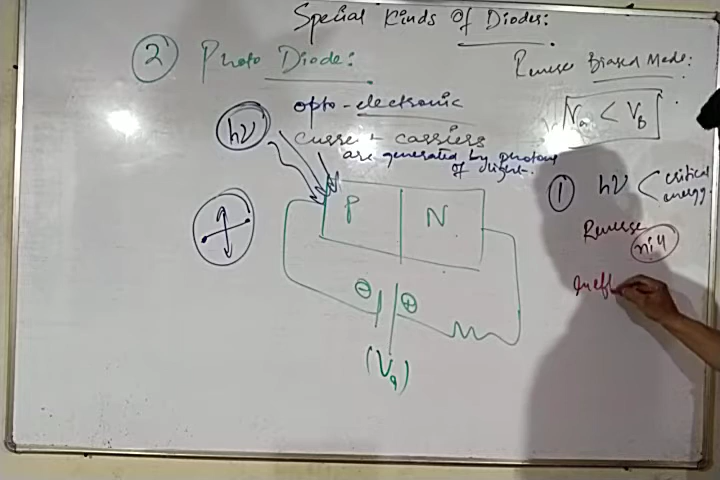 Special Kinds Of Diodes:
2 Photo Diode:
Reverse Biased Mode:
opto-electronic
Va < VB
hν
current carriers
are generated by photons
of light.
1 hν < critical
energy.
P N
Reverse
nil
⊖ ⊕
(Va)